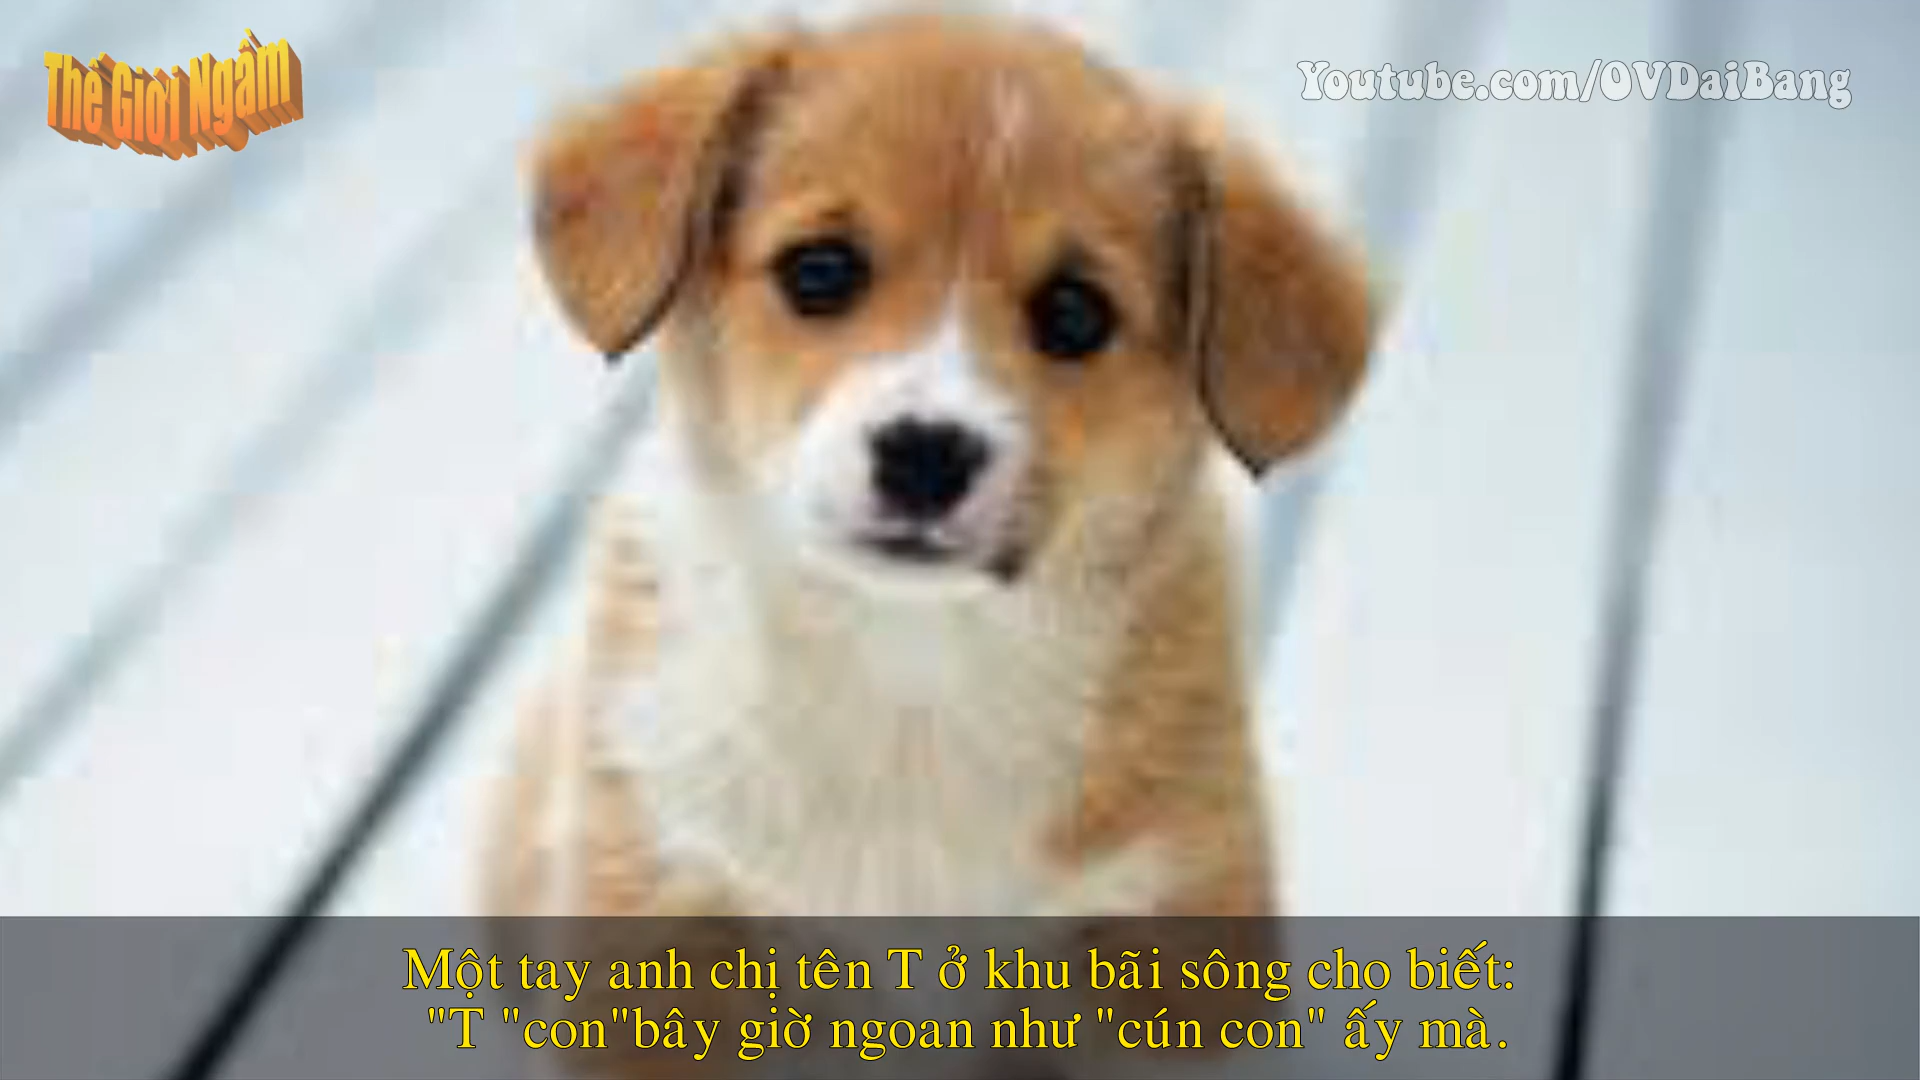 Thế Giới Ngầm
Youtube.com/OVDaiBang
Một tay anh chị tên T ở khu bãi sông cho biết:
"T "con"bây giờ ngoan như "cún con" ấy mà.